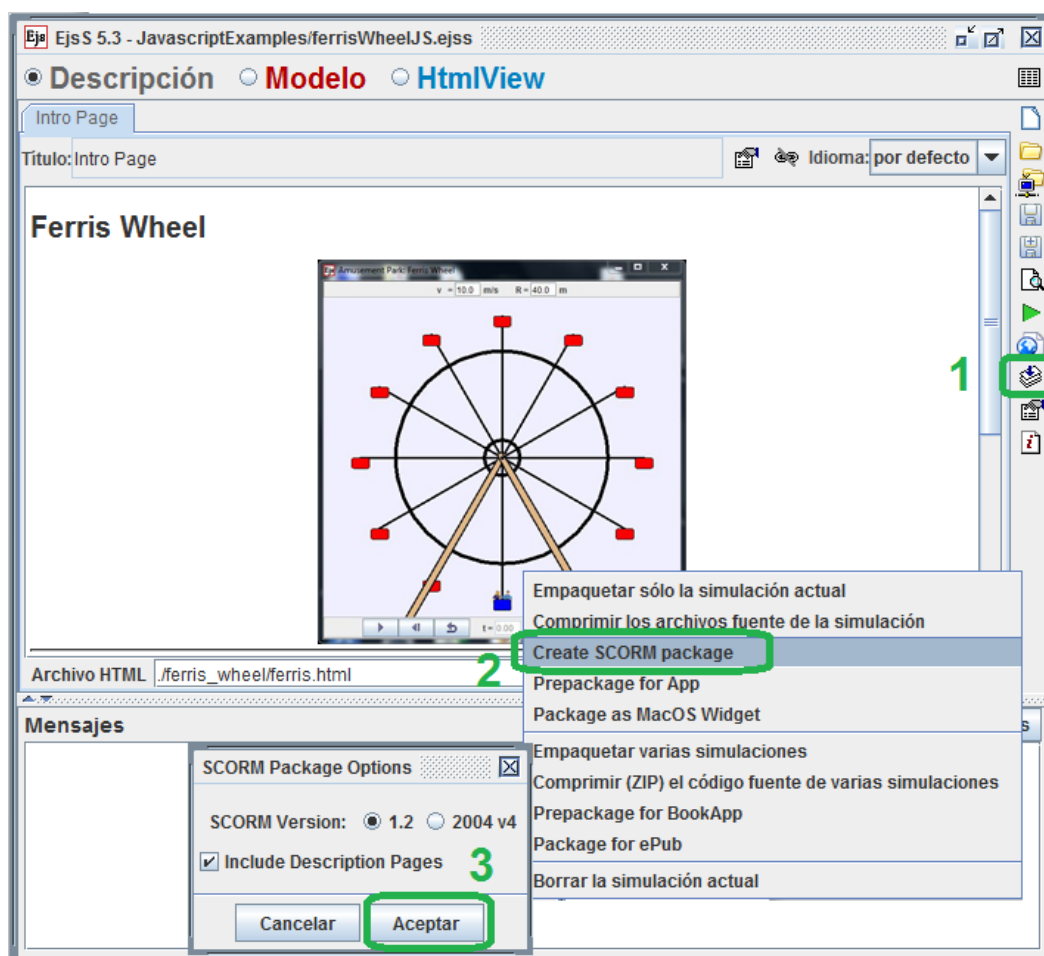 EjsS 5.3 - JavascriptExamples/ferrisWheelJS.ejss
Descripción Modelo HtmlView
Intro Page
Título: Intro Page Idioma: por defecto
Ferris Wheel
Amusement Park: Ferris Wheel
v = 10.0 m/s R = 40.0 m
1
t = 0.00
Empaquetar sólo la simulación actual
Comprimir los archivos fuente de la simulación
2 Create SCORM package
Archivo HTML ./ferris_wheel/ferris.html
Prepackage for App
Package as MacOS Widget
Mensajes
Empaquetar varias simulaciones
Comprimir (ZIP) el código fuente de varias simulaciones
Prepackage for BookApp
Package for ePub
Borrar la simulación actual
SCORM Package Options
SCORM Version: 1.2 2004 v4
Include Description Pages 3
Cancelar Aceptar